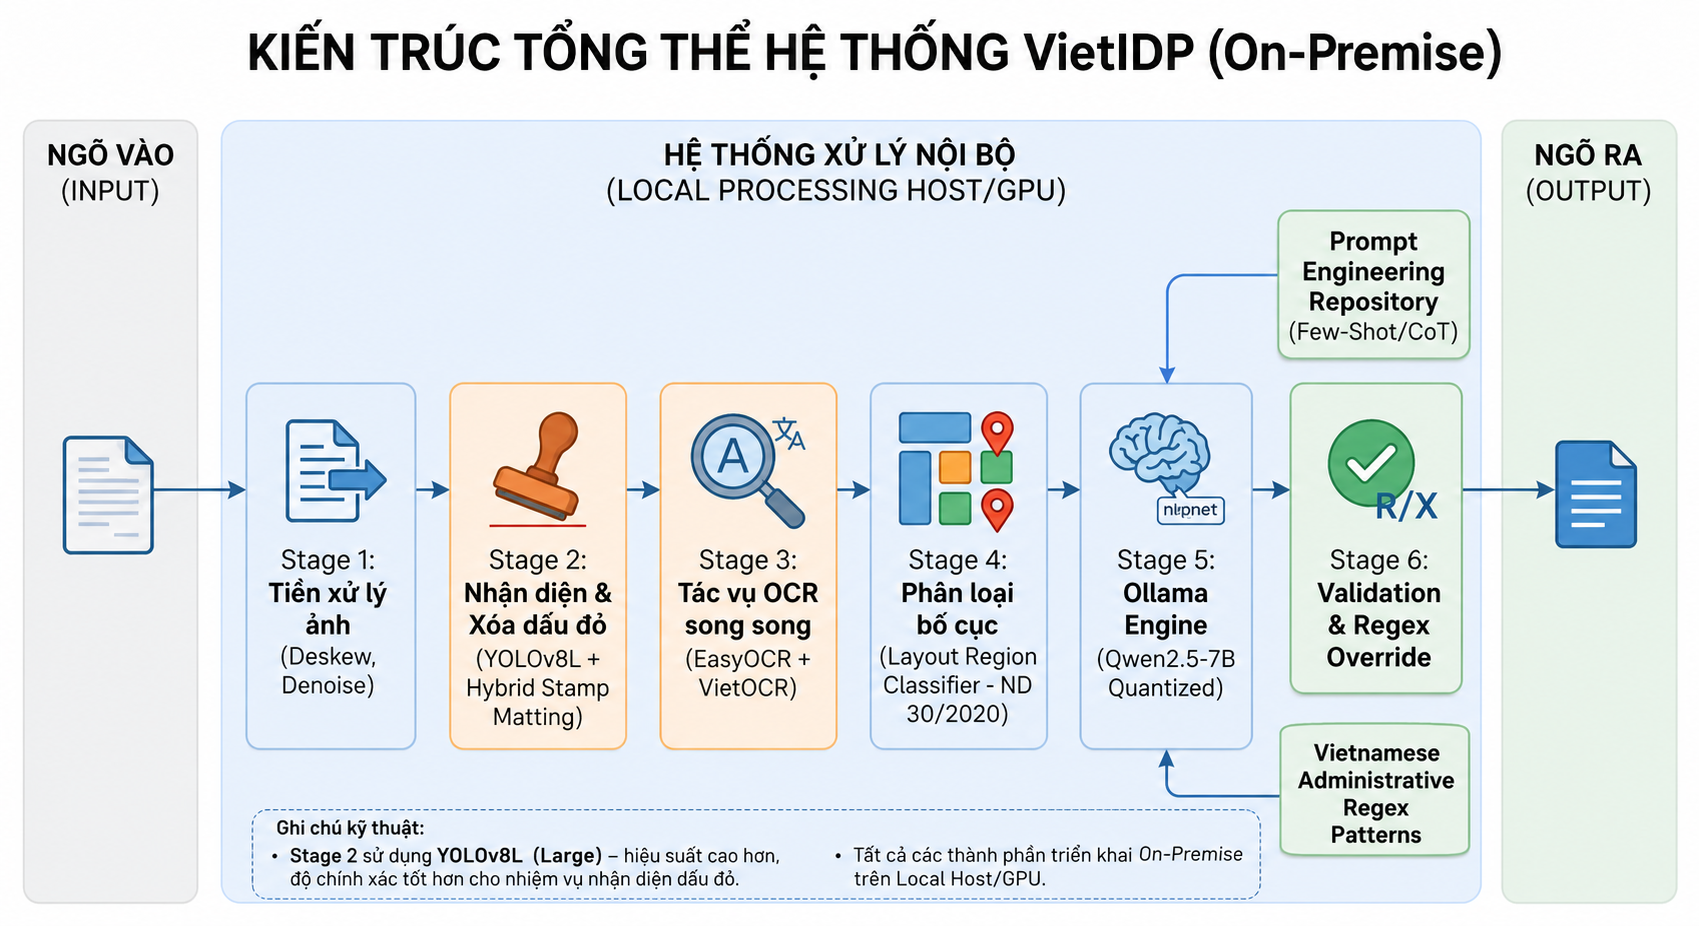 KIẾN TRÚC TỔNG THỂ HỆ THỐNG VietIDP (On-Premise)
NGÕ VÀO
(INPUT)
HỆ THỐNG XỬ LÝ NỘI BỘ
(LOCAL PROCESSING HOST/GPU)
NGÕ RA
(OUTPUT)
Prompt
Engineering
Repository
(Few-Shot/CoT)
Stage 1:
Tiền xử lý
ảnh
(Deskew,
Denoise)
Stage 2:
Nhận diện &
Xóa dấu đỏ
(YOLOv8L +
Hybrid Stamp
Matting)
A
文A
Stage 3:
Tác vụ OCR
song song
(EasyOCR +
VietOCR)
Stage 4:
Phân loại
bố cục
(Layout Region
Classifier - ND
30/2020)
Stage 5:
Ollama
Engine
(Qwen2.5-7B
Quantized)
R/X
Stage 6:
Validation
& Regex
Override
Vietnamese
Administrative
Regex
Patterns
Ghi chú kỹ thuật:
• Stage 2 sử dụng YOLOv8L (Large) – hiệu suất cao hơn,
độ chính xác tốt hơn cho nhiệm vụ nhận diện dấu đỏ.
• Tất cả các thành phần triển khai On-Premise
trên Local Host/GPU.